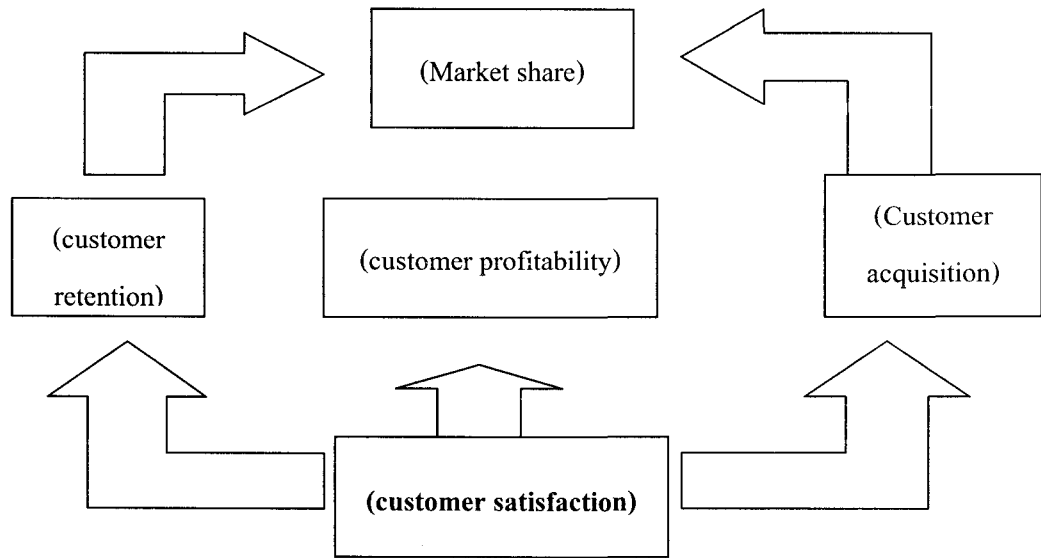 (Market share)
(customer
retention)
(customer profitability)
(Customer
acquisition)
(customer satisfaction)